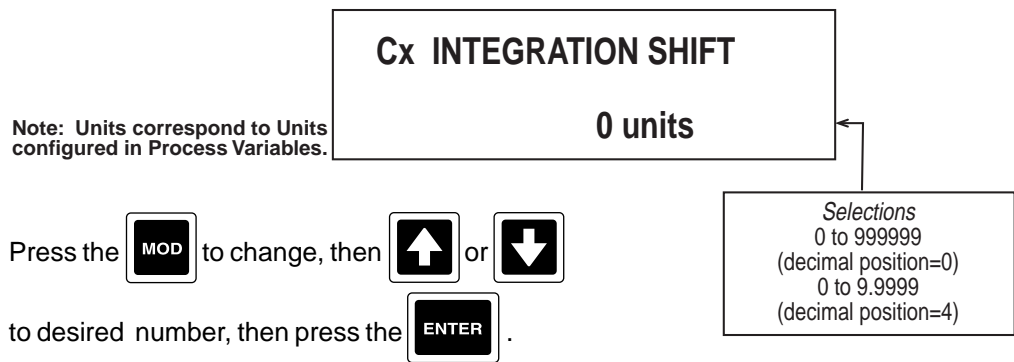 Cx INTEGRATION SHIFT
0 units
Note: Units correspond to Units
configured in Process Variables.
Selections
0 to 999999
(decimal position=0)
0 to 9.9999
(decimal position=4)
Press the MOD to change, then or
to desired number, then press the ENTER .